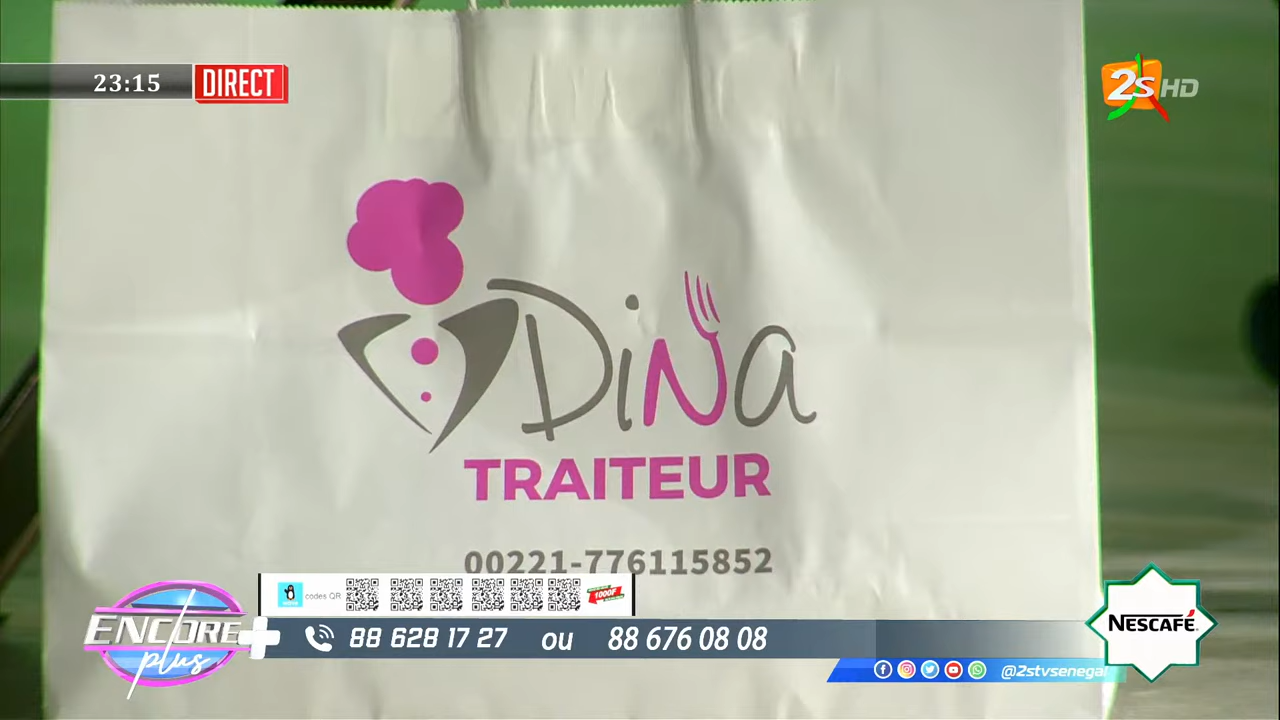 23:15 DIRECT
2S HD
DiNa
TRAITEUR
00221-776115852
codes QR
1000F
ENCORE
plus
88 628 17 27 ou 88 676 08 08
NESCAFÉ
@2stvsenegal